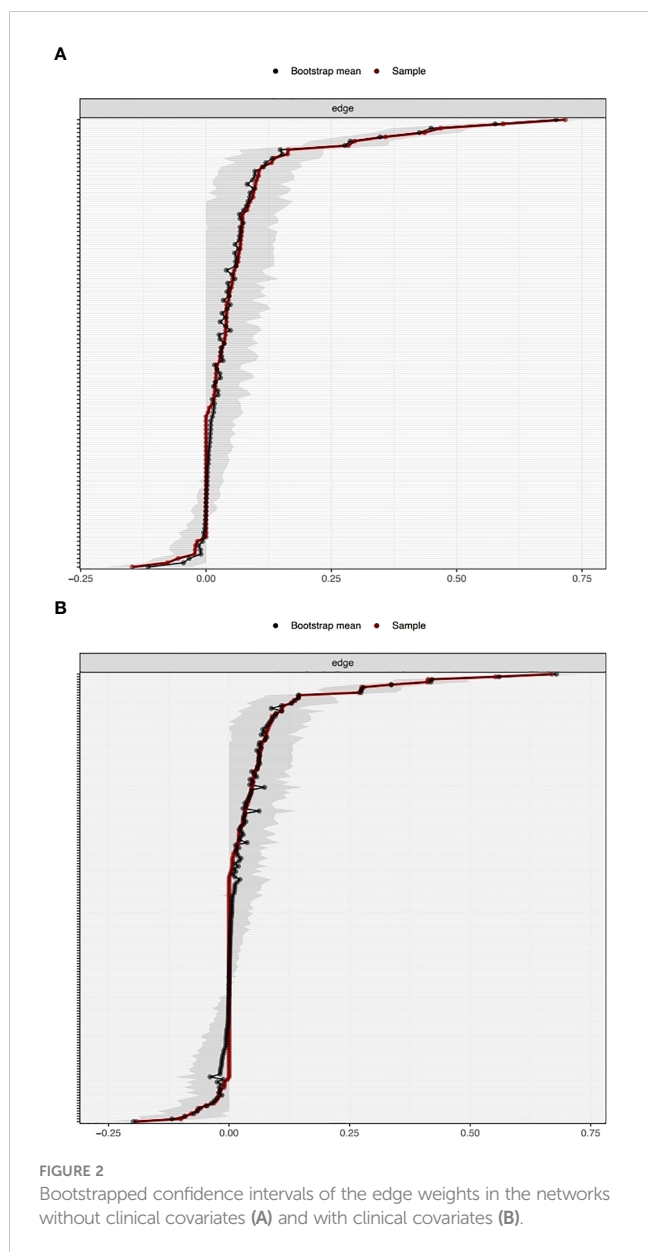 A
Bootstrap mean Sample
edge
−0.25 0.00 0.25 0.50 0.75
B
Bootstrap mean Sample
edge
−0.25 0.00 0.25 0.50 0.75
FIGURE 2
Bootstrapped confidence intervals of the edge weights in the networks
without clinical covariates (A) and with clinical covariates (B).